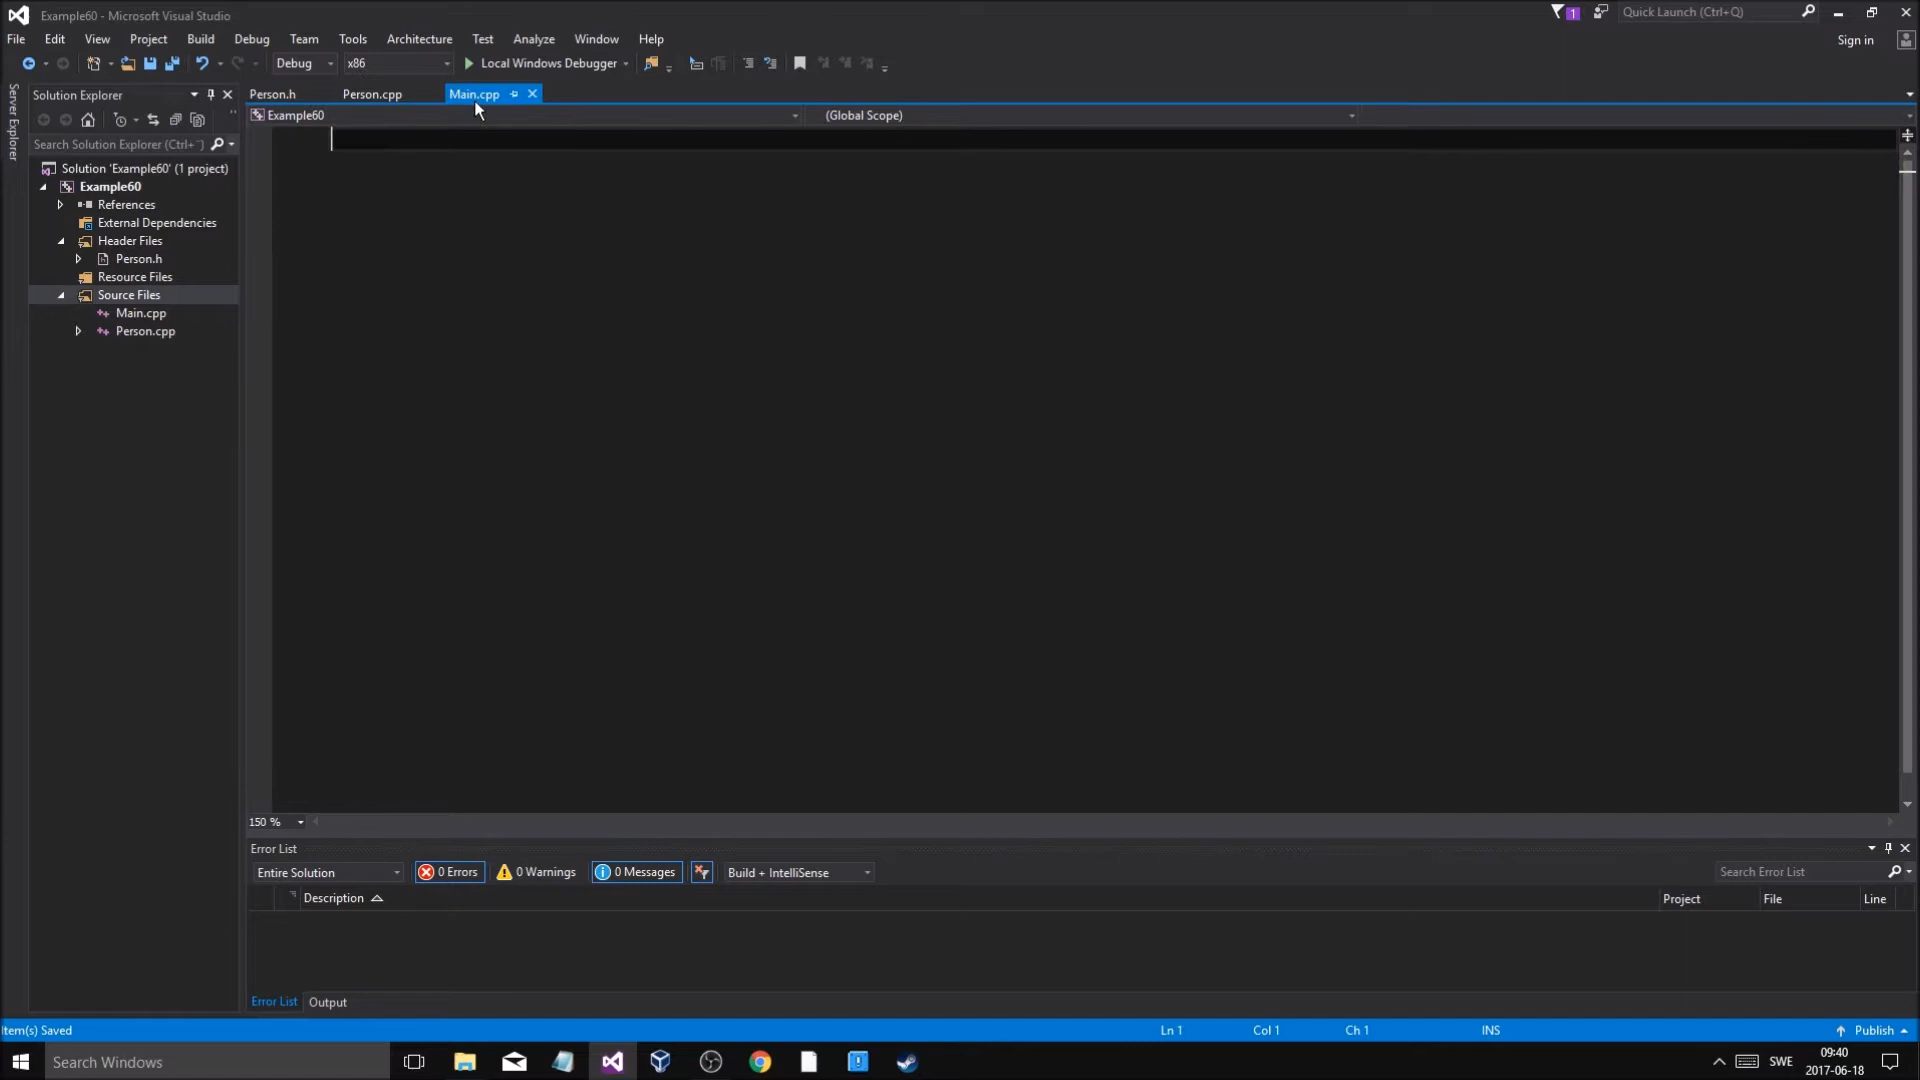 Example60 - Microsoft Visual Studio
1
Quick Launch (Ctrl+Q)
File Edit View Project Build Debug Team Tools Architecture Test Analyze Window Help
Sign in
Debug x86 Local Windows Debugger
Server Explorer
Solution Explorer
Person.h Person.cpp Main.cpp
Example60 (Global Scope)
Search Solution Explorer (Ctrl+¨)
Solution 'Example60' (1 project)
Example60
References
External Dependencies
Header Files
Person.h
Resource Files
Source Files
Main.cpp
Person.cpp
150 %
Error List
Entire Solution 0 Errors 0 Warnings 0 Messages Build + IntelliSense Search Error List
Description Project File Line
Error List Output
Item(s) Saved Ln 1 Col 1 Ch 1 INS Publish
Search Windows
SWE
09:40
2017-06-18